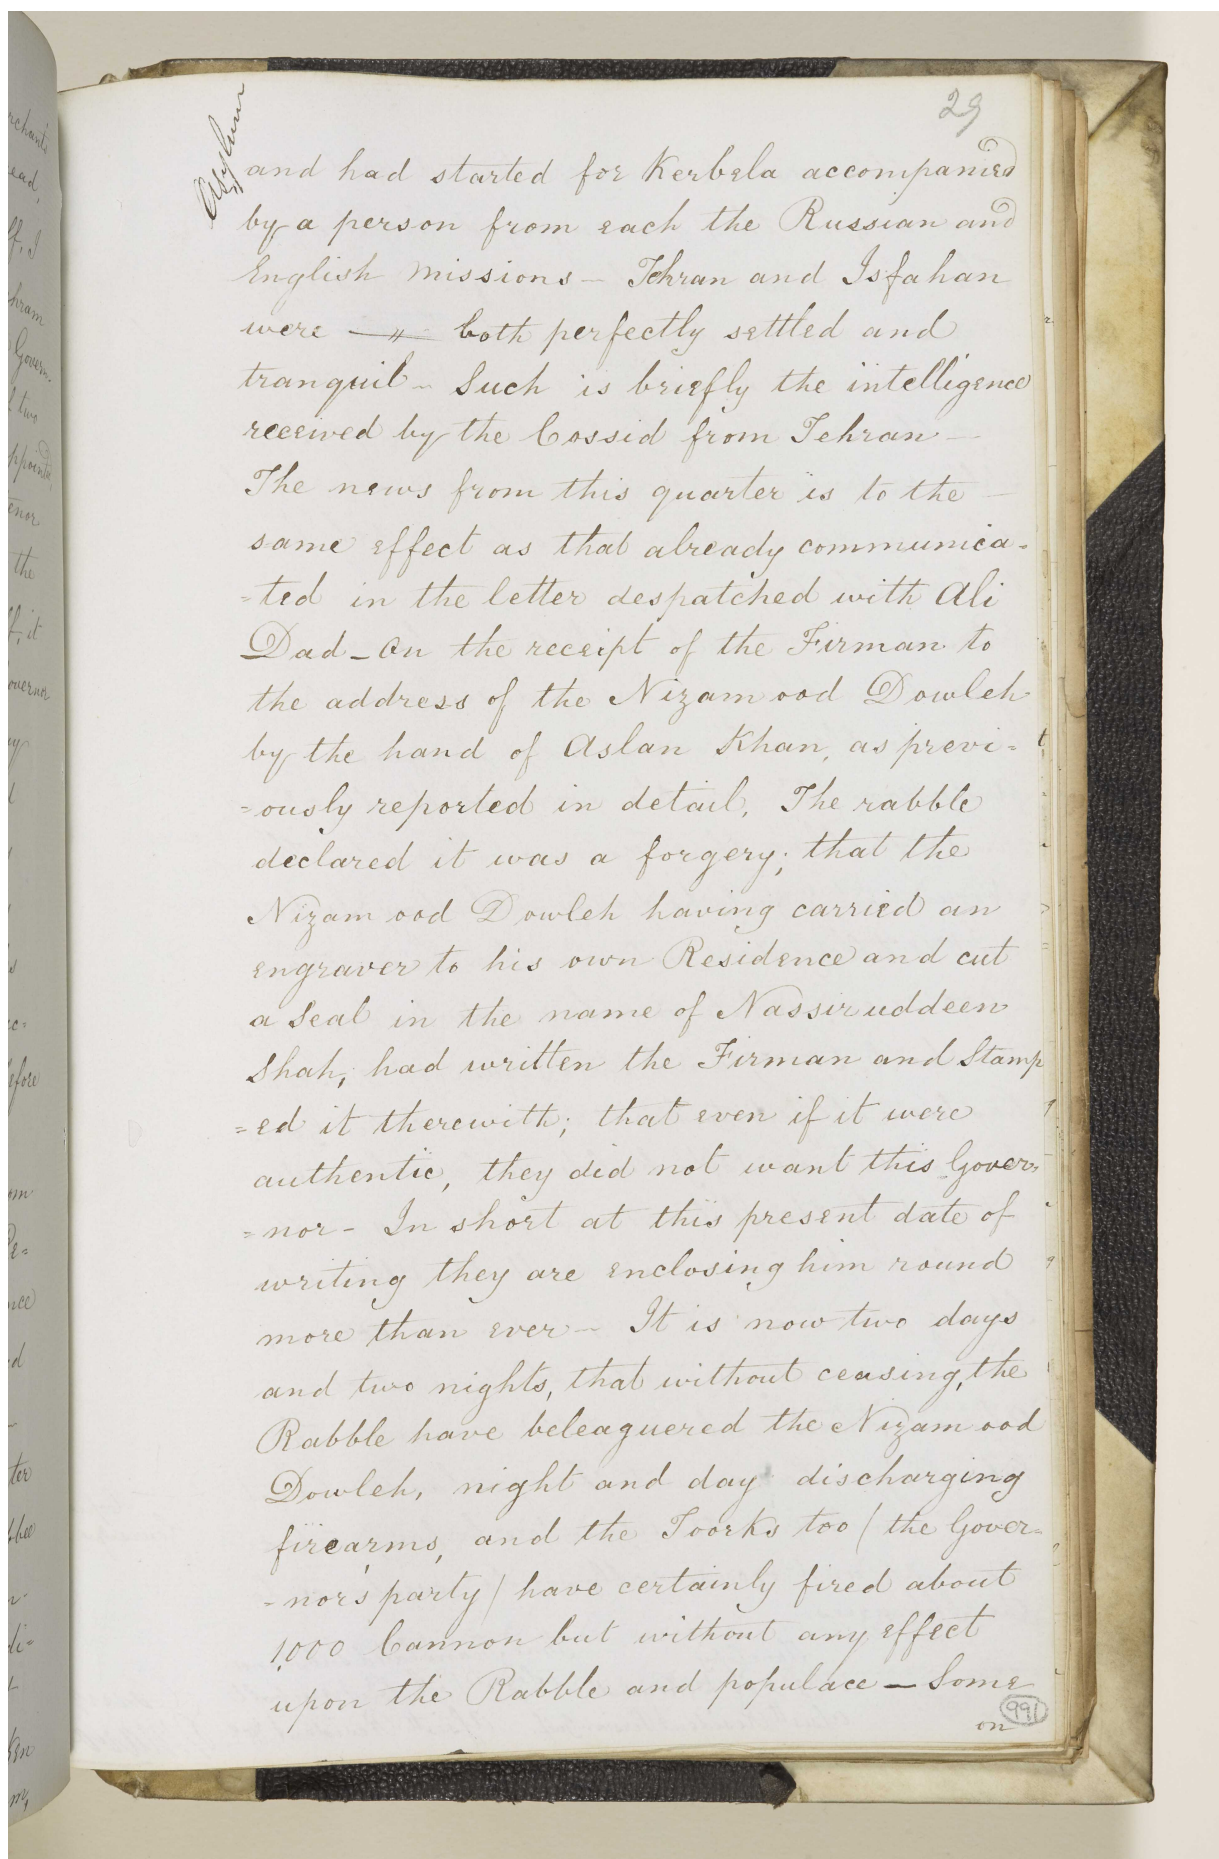 29
Asylum
and had started for Kerbela accompanied
by a person from each the Russian and
English missions – Tehran and Isfahan
were — " — both perfectly settled and
tranquil – Such is briefly the intelligence
received by the Cossid from Tehran —
The news from this quarter is to the —
same effect as that already communica-
=ted in the letter despatched with Ali
Dad – On the receipt of the Firman to
the address of the Nizam ood Dowleh
by the hand of Aslan Khan, as previ=
=ously reported in detail, The rabble
declared it was a forgery; that the
Nizam ood Dowleh having carried an
engraver to his own Residence and cut
a Seal in the name of Nassiruddeen
Shah, had written the Firman and Stamp
=ed it therewith; that even if it were
authentic, they did not want this Gover=
=nor – In short at this present date of
writing they are enclosing him round
more than ever – It is now two days
and two nights, that without ceasing, the
Rabble have beleaguered the Nizam ood
Dowleh, night and day discharging
firearms, and the Toorks too / the Gover=
=nor's party / have certainly fired about
1,000 Cannon but without any effect
upon the Rabble and populace — Some
on
991